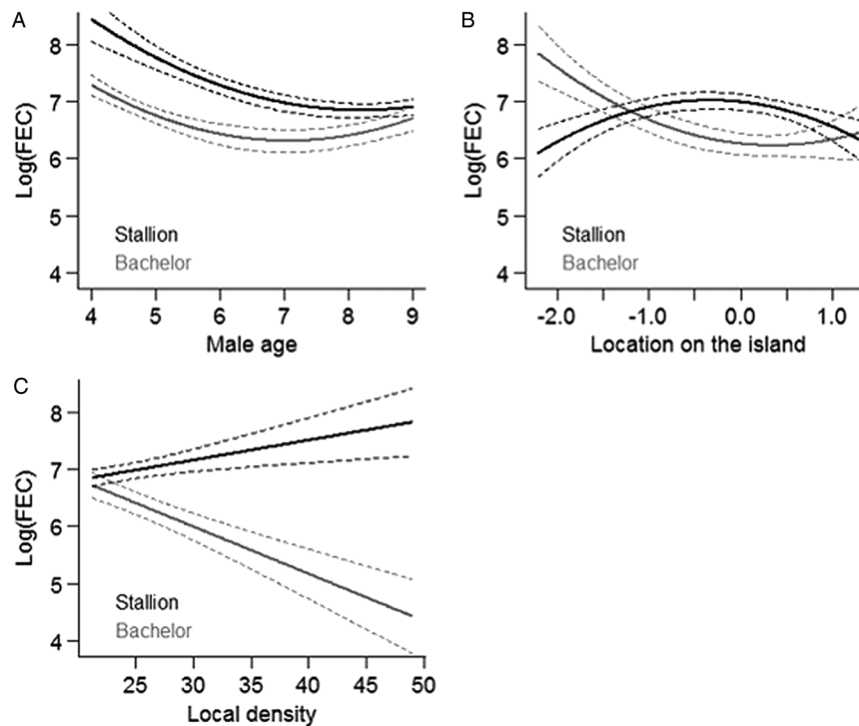 A
Log(FEC)
8
7
6
5
4
Stallion
Bachelor
4 5 6 7 8 9
Male age
B
Log(FEC)
8
7
6
5
4
Stallion
Bachelor
-2.0 -1.0 0.0 1.0
Location on the island
C
Log(FEC)
8
7
6
5
4
Stallion
Bachelor
25 30 35 40 45 50
Local density